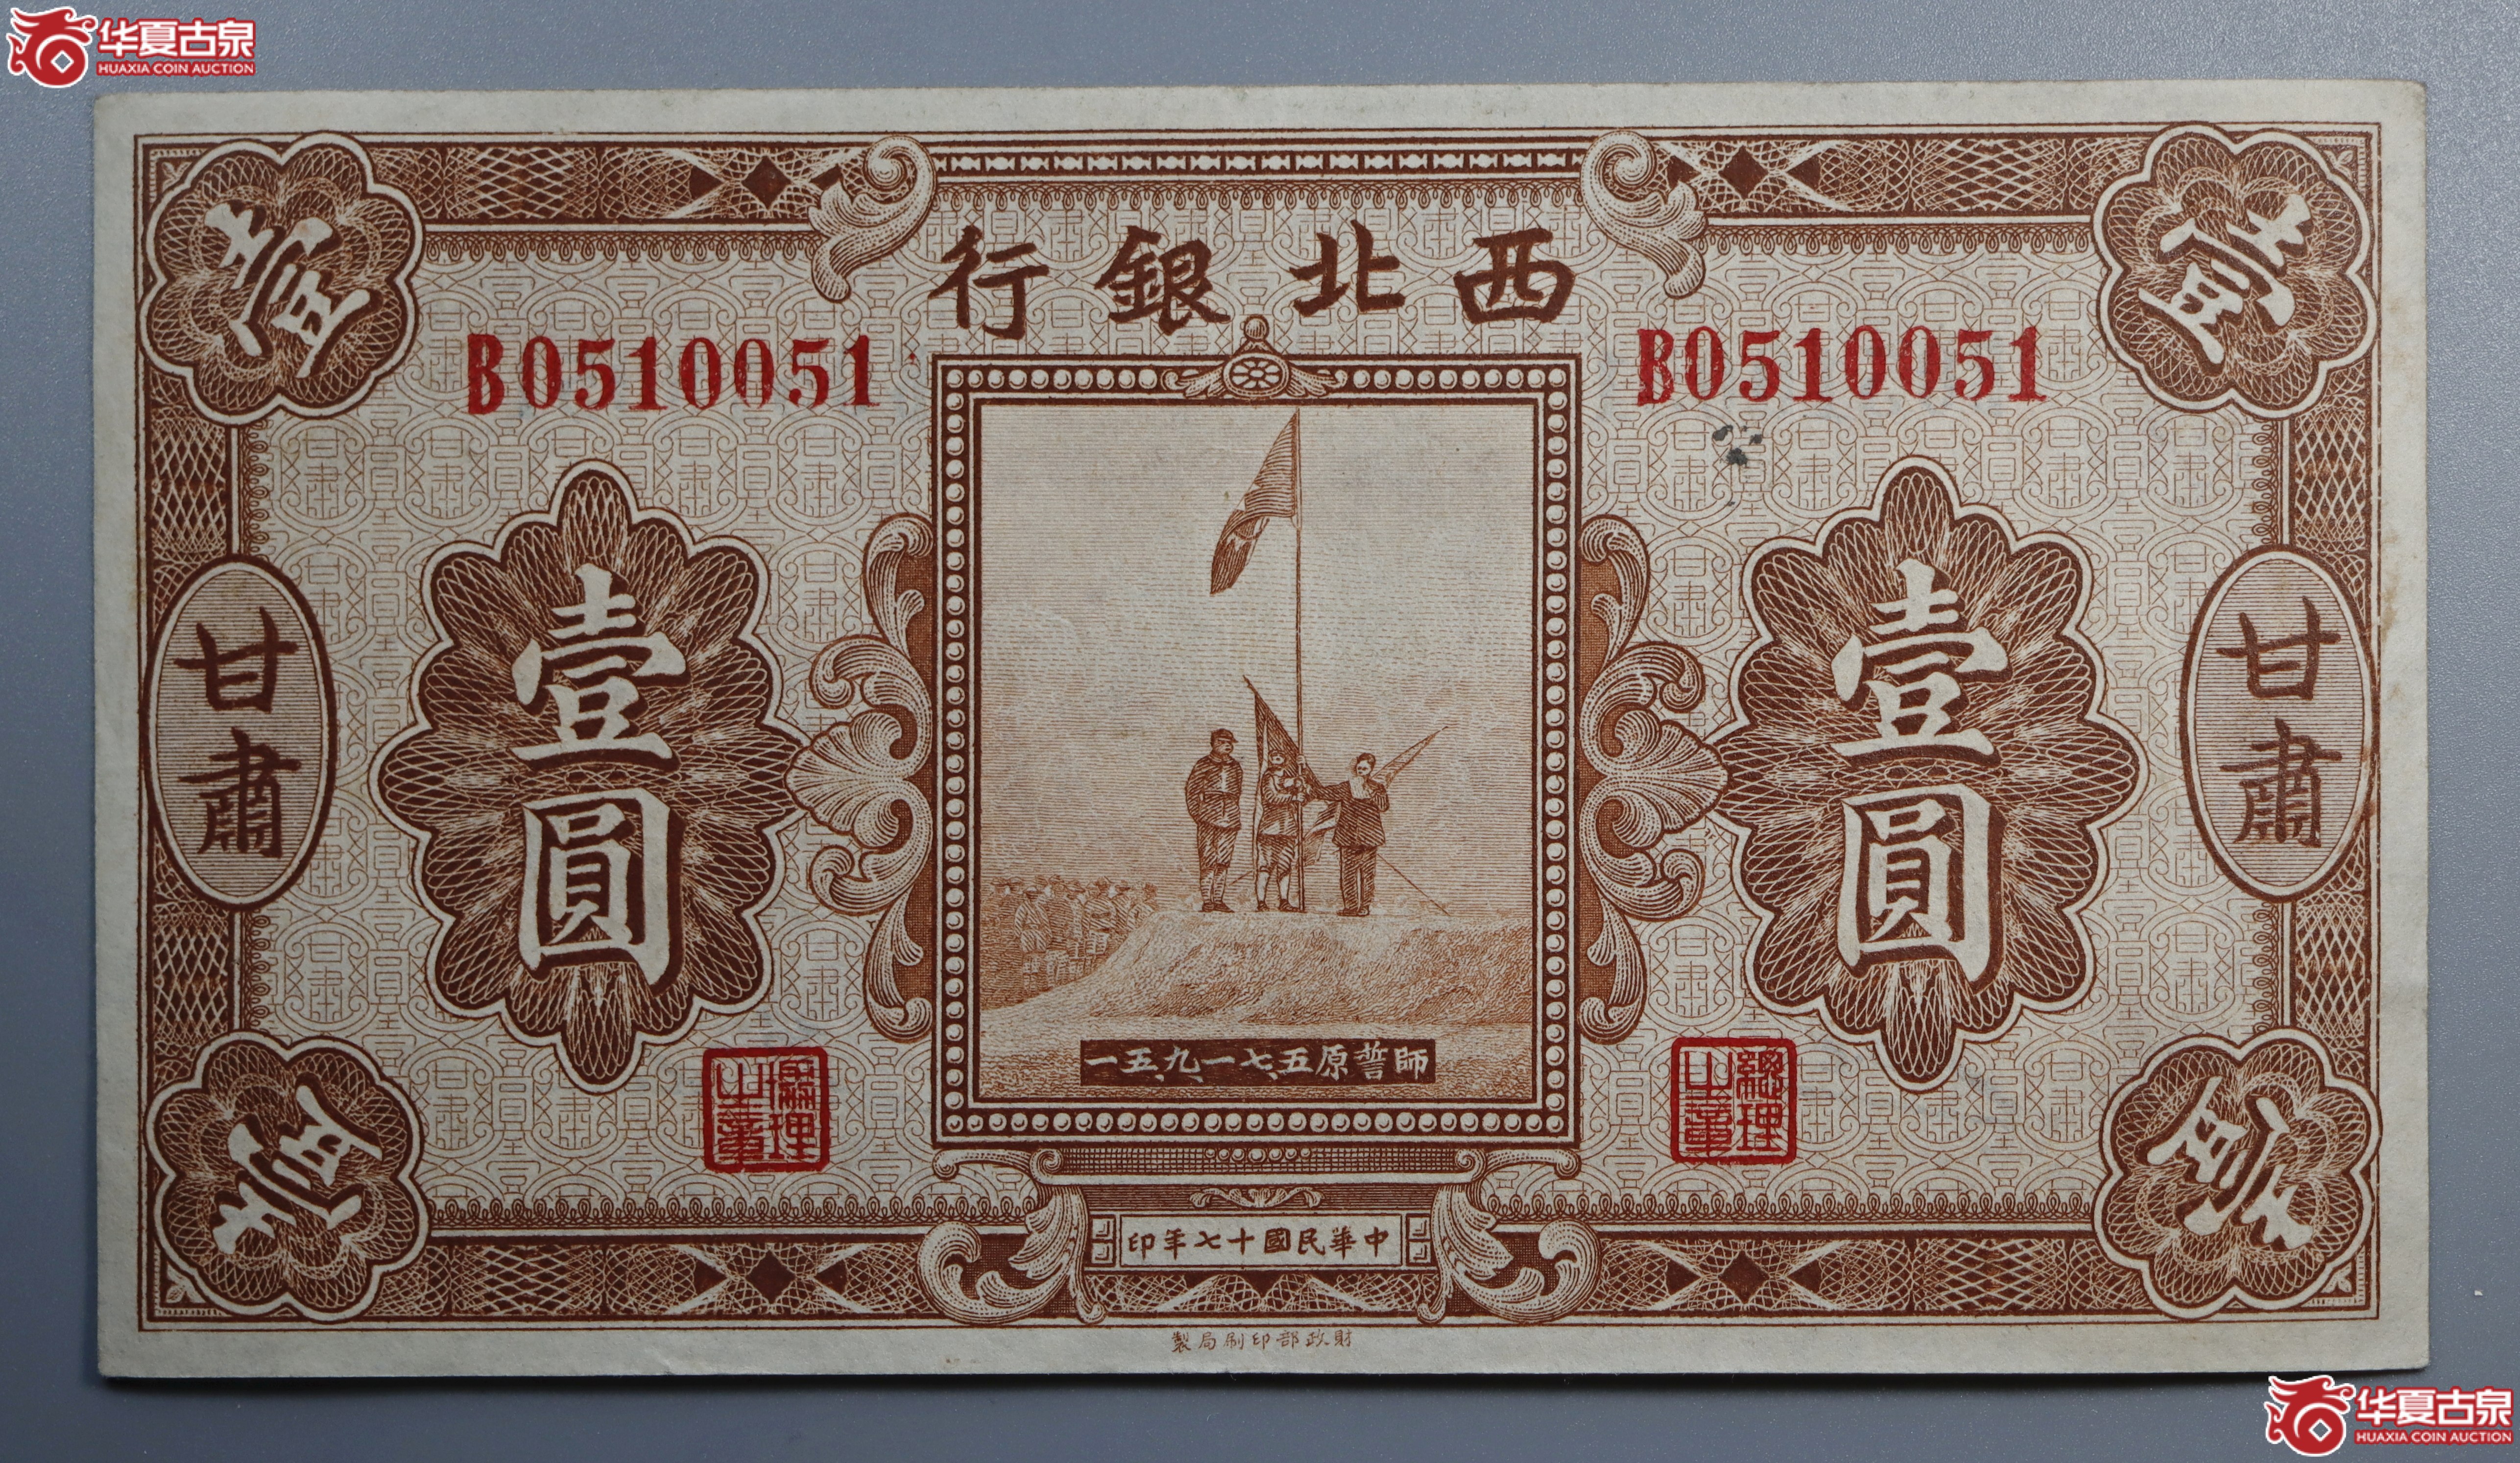 華夏古泉
HUAXIA COIN AUCTION
西北銀行
壹
壹
B0510051
B0510051
甘肅
甘肅
壹圓
壹圓
一五、九、一七、五原誓師
總理之章
協理之章
壹
壹
中華民國十七年印
財政部印刷局製
华夏古泉
HUAXIA COIN AUCTION